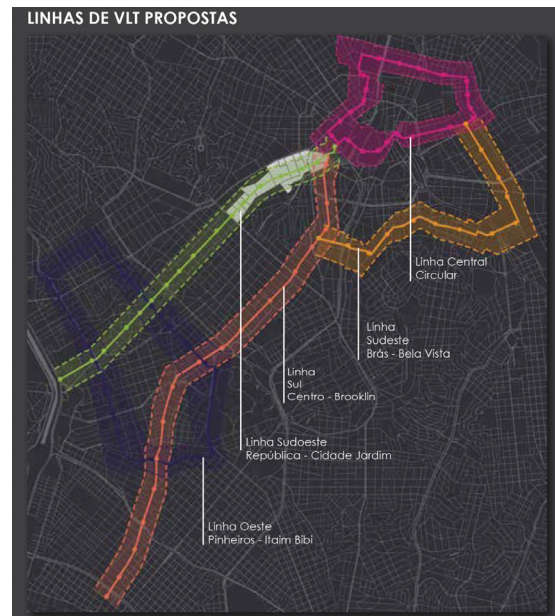 LINHAS DE VLT PROPOSTAS
Linha Central
Circular
Linha
Sudeste
Brás - Bela Vista
Linha
Sul
Centro - Brooklin
Linha Sudoeste
República - Cidade Jardim
Linha Oeste
Pinheiros - Itaim Bibi